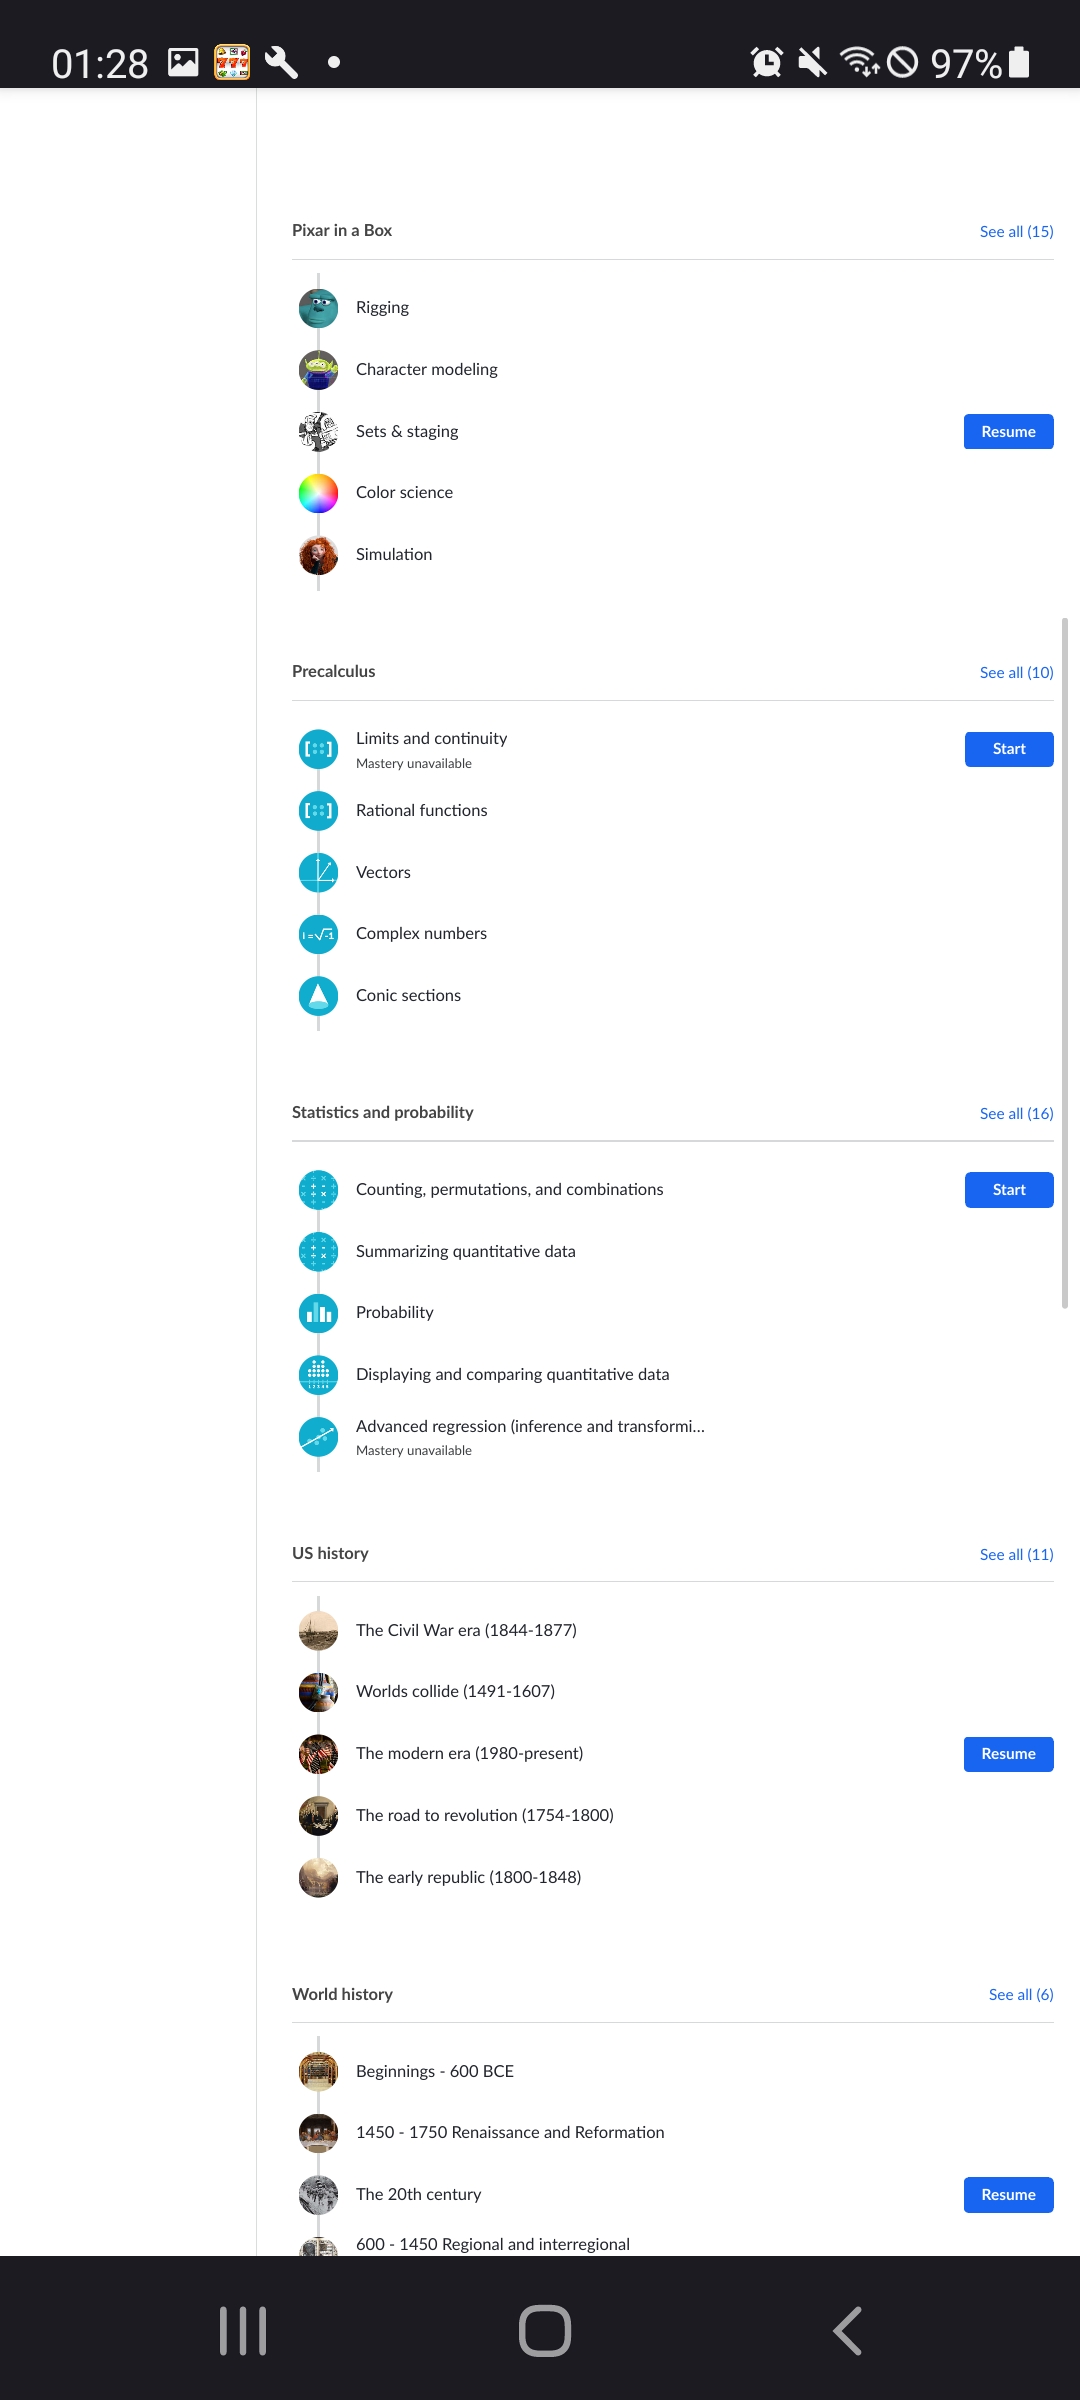 01:28
97%
Pixar in a Box
See all (15)
Rigging
Character modeling
Sets & staging
Resume
Color science
Simulation
Precalculus
See all (10)
Limits and continuity
Start
Mastery unavailable
Rational functions
Vectors
Complex numbers
Conic sections
Statistics and probability
See all (16)
Counting, permutations, and combinations
Start
Summarizing quantitative data
Probability
Displaying and comparing quantitative data
Advanced regression (inference and transformi...
Mastery unavailable
US history
See all (11)
The Civil War era (1844-1877)
Worlds collide (1491-1607)
The modern era (1980-present)
Resume
The road to revolution (1754-1800)
The early republic (1800-1848)
World history
See all (6)
Beginnings - 600 BCE
1450 - 1750 Renaissance and Reformation
The 20th century
Resume
600 - 1450 Regional and interregional